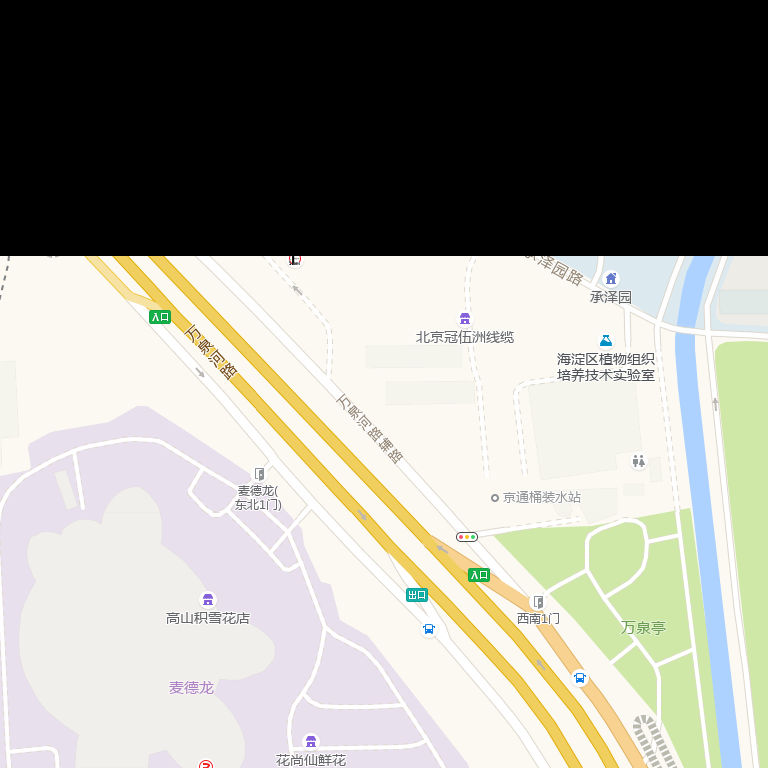 承泽园路
承泽园
A口
北京冠伍洲线缆
万泉河路
海淀区植物组织
培养技术实验室
万泉河路辅路
麦德龙(
东北1门)
京通桶装水站
A口
出口
高山积雪花店
西南1门
万泉亭
麦德龙
花尚仙鲜花